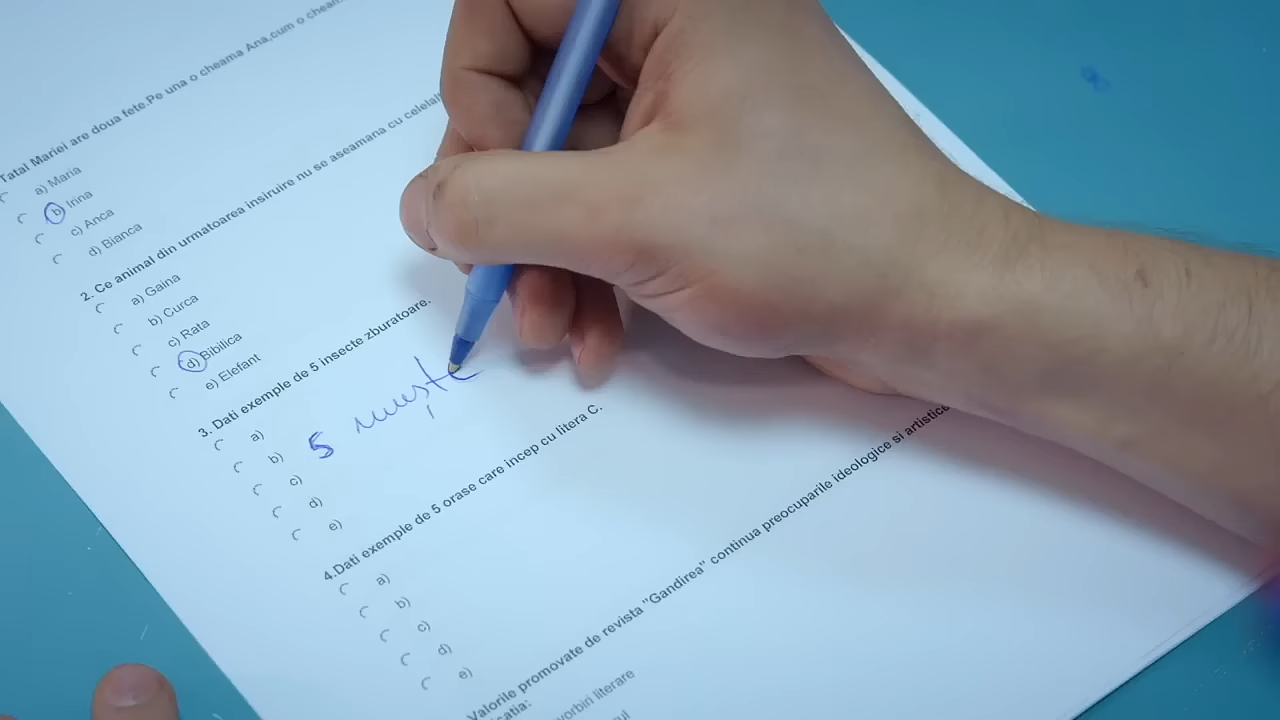 Tatal Mariei are doua fete.Pe una o cheama Ana,cum o cheam
a) Maria
b) Irina
c) Anca
d) Bianca
2. Ce animal din urmatoarea insiruire nu se aseamana cu celelalt
a) Gaina
b) Curca
c) Rata
d) Bibilica
e) Elefant
3. Dati exemple de 5 insecte zburatoare.
a)
b)
c)
d)
e)
5 muște
4.Dati exemple de 5 orase care incep cu litera C.
a)
b)
c)
d)
e)
Valorile promovate de revista "Gandirea" continua preocuparile ideologice si artistice